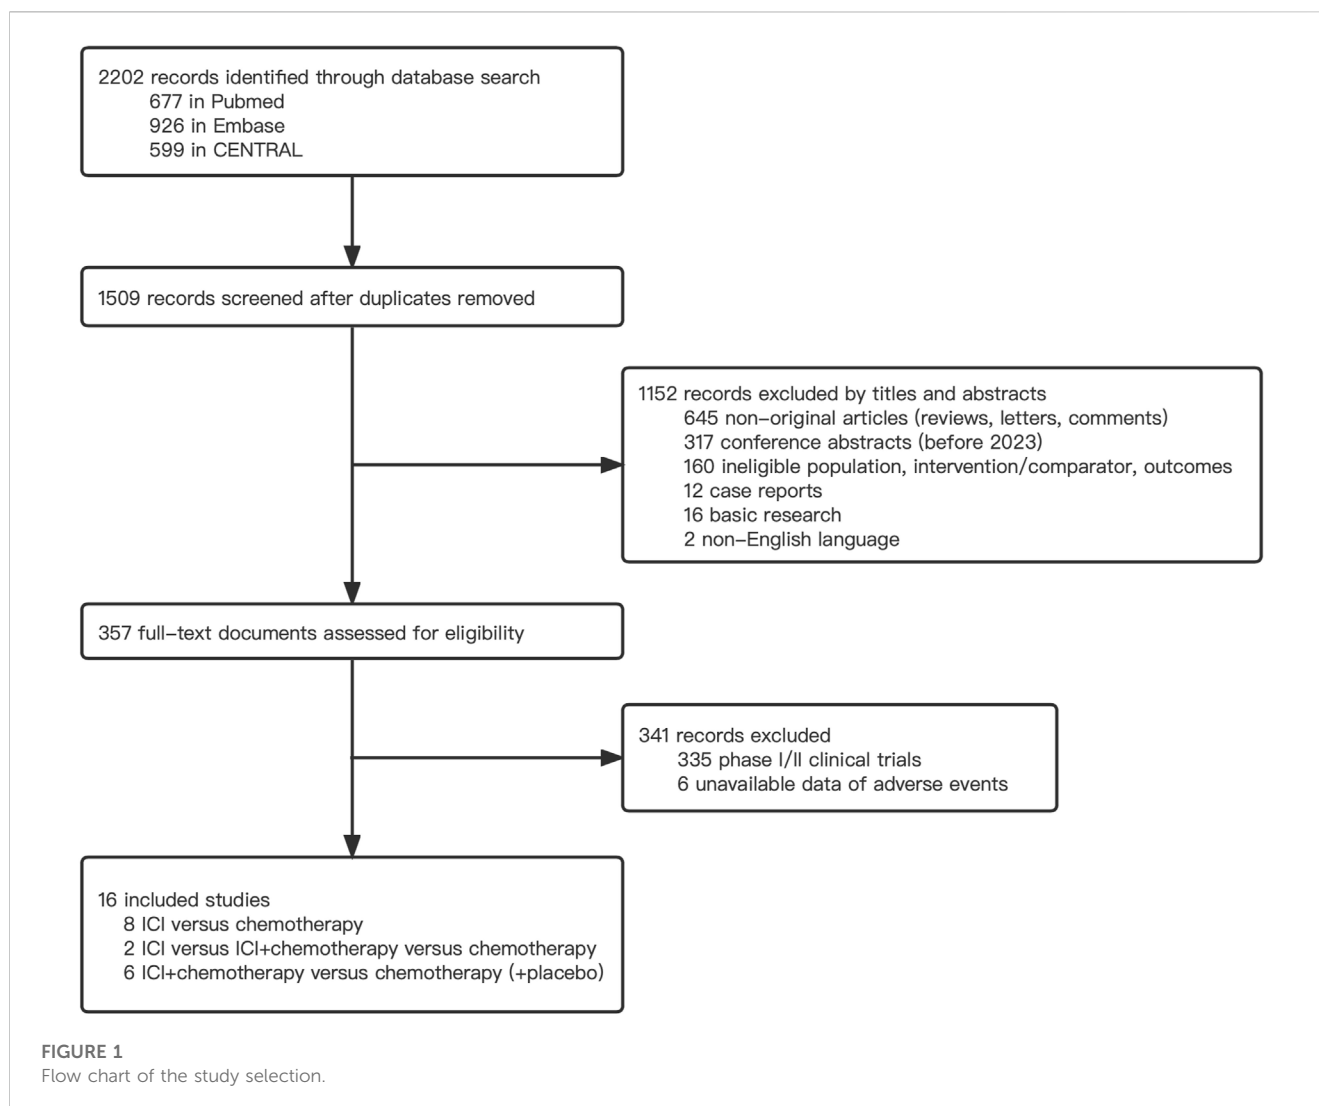 2202 records identified through database search
677 in Pubmed
926 in Embase
599 in CENTRAL
1509 records screened after duplicates removed
1152 records excluded by titles and abstracts
645 non–original articles (reviews, letters, comments)
317 conference abstracts (before 2023)
160 ineligible population, intervention/comparator, outcomes
12 case reports
16 basic research
2 non–English language
357 full–text documents assessed for eligibility
341 records excluded
335 phase I/II clinical trials
6 unavailable data of adverse events
16 included studies
8 ICI versus chemotherapy
2 ICI versus ICI+chemotherapy versus chemotherapy
6 ICI+chemotherapy versus chemotherapy (+placebo)
FIGURE 1
Flow chart of the study selection.